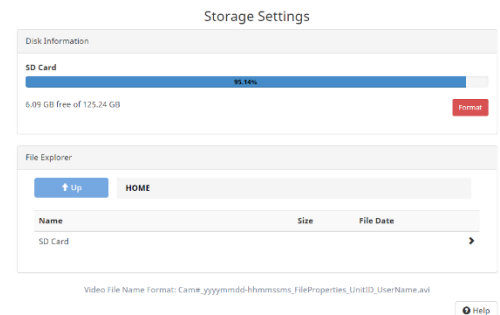 Storage Settings
Disk Information
SD Card
95.14%
6.09 GB free of 125.24 GB
Format
File Explorer
Up
HOME
Name Size File Date
SD Card
Video File Name Format: Cam#_yyyymmdd-hhmmssms_FileProperties_UnitID_UserName.avi
Help